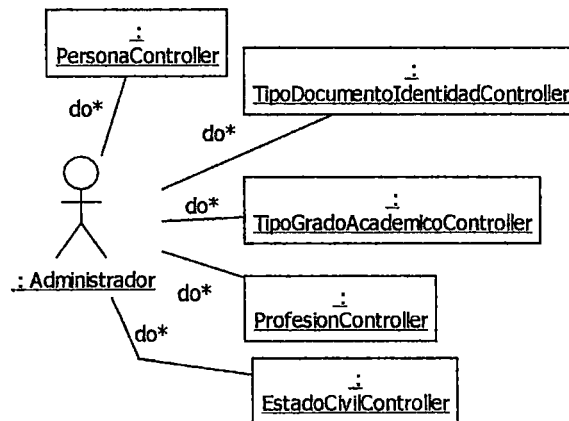 :
PersonaController
:
TipoDocumentoIdentidadController
do*
do*
:
TipoGradoAcademicoController
do*
: Administrador
do*
:
ProfesionController
do*
:
EstadoCivilController